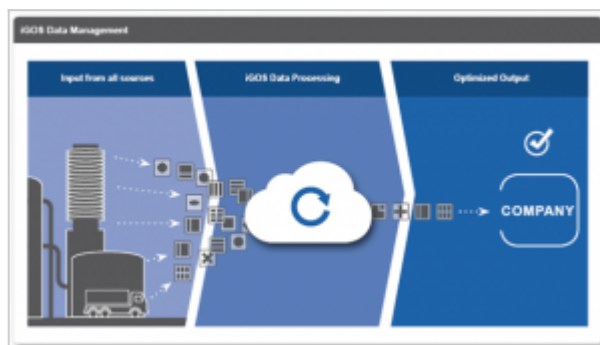 iGOS Data Management
Input from all sources
iGOS Data Processing
Optimized Output
COMPANY